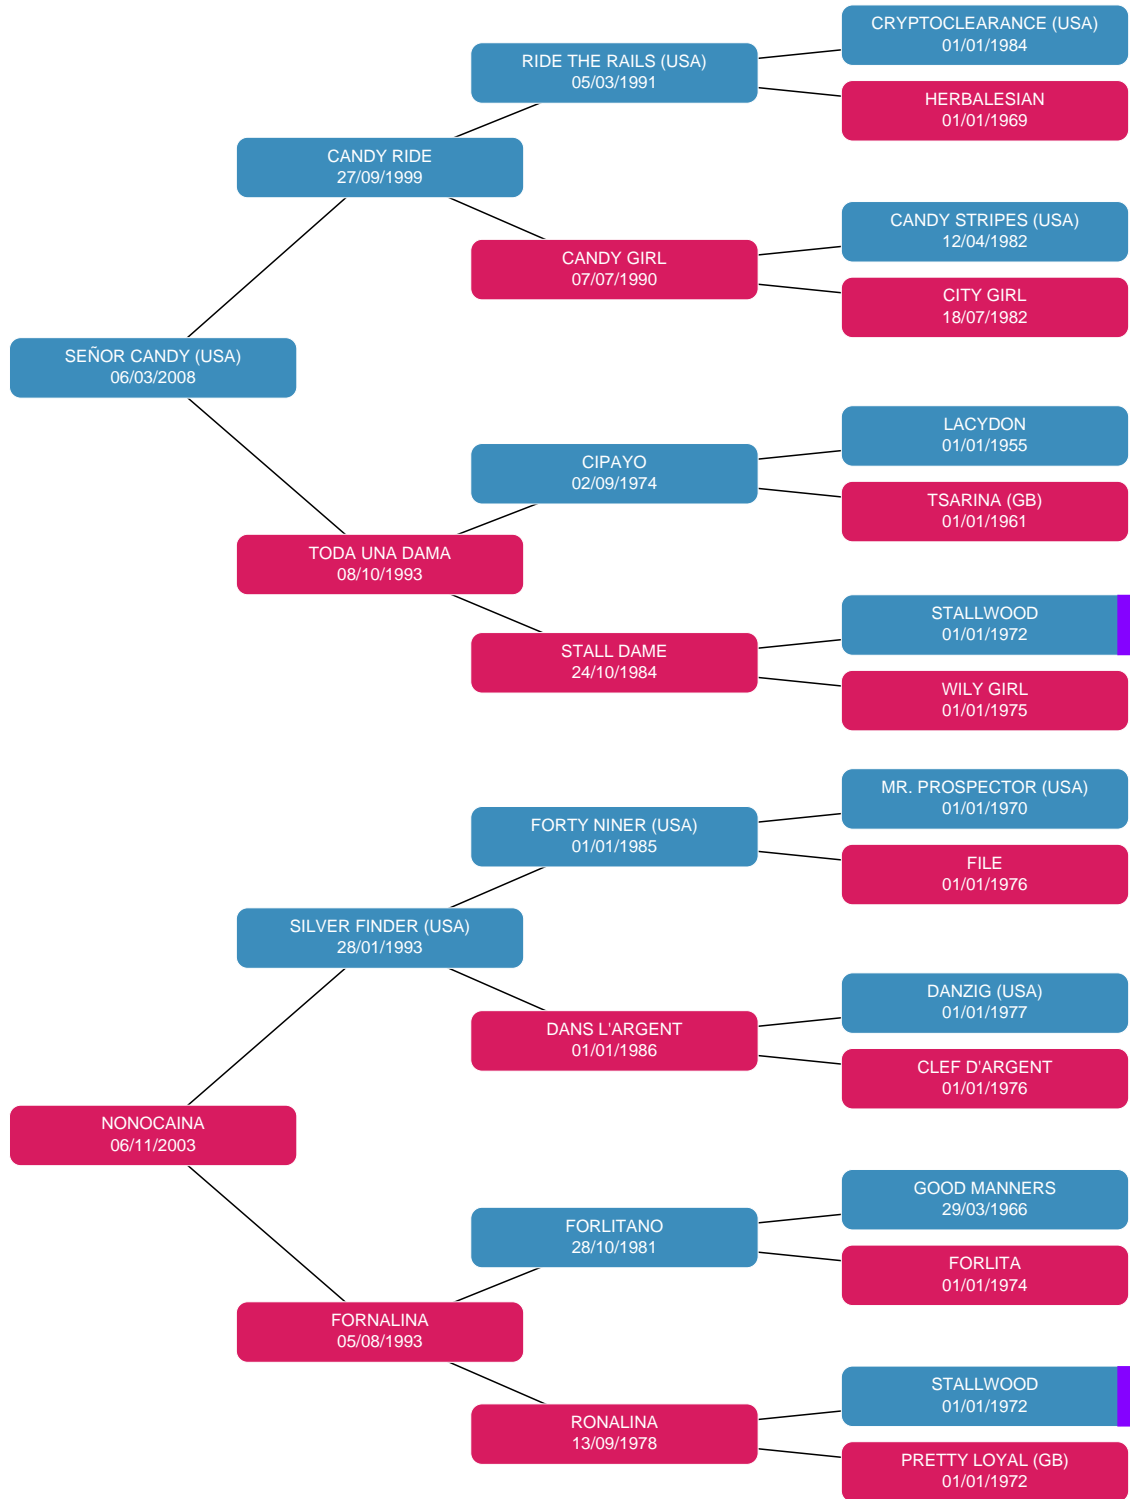 CRYPTOCLEARANCE (USA)
01/01/1984
RIDE THE RAILS (USA)
05/03/1991
HERBALESIAN
01/01/1969
CANDY RIDE
27/09/1999
CANDY STRIPES (USA)
12/04/1982
CANDY GIRL
07/07/1990
CITY GIRL
18/07/1982
SEÑOR CANDY (USA)
06/03/2008
LACYDON
01/01/1955
CIPAYO
02/09/1974
TSARINA (GB)
01/01/1961
TODA UNA DAMA
08/10/1993
STALLWOOD
01/01/1972
STALL DAME
24/10/1984
WILY GIRL
01/01/1975
MR. PROSPECTOR (USA)
01/01/1970
FORTY NINER (USA)
01/01/1985
FILE
01/01/1976
SILVER FINDER (USA)
28/01/1993
DANZIG (USA)
01/01/1977
DANS L'ARGENT
01/01/1986
CLEF D'ARGENT
01/01/1976
NONOCAINA
06/11/2003
GOOD MANNERS
29/03/1966
FORLITANO
28/10/1981
FORLITA
01/01/1974
FORNALINA
05/08/1993
STALLWOOD
01/01/1972
RONALINA
13/09/1978
PRETTY LOYAL (GB)
01/01/1972